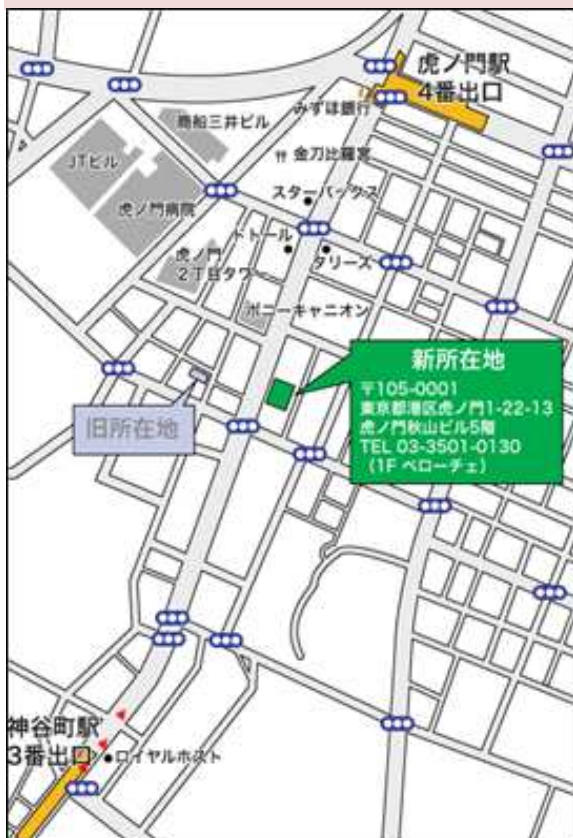 虎ノ門駅
4番出口
みずほ銀行
商船三井ビル
金刀比羅宮
JTビル
スターバックス
虎ノ門病院
ドトール
タリーズ
虎ノ門
2丁目タワー
ポニーキャニオン
新所在地
〒105-0001
東京都港区虎ノ門1-22-13
虎ノ門秋山ビル5階
TEL 03-3501-0130
(1F ベローチェ)
旧所在地
神谷町駅
3番出口
ロイヤルホスト